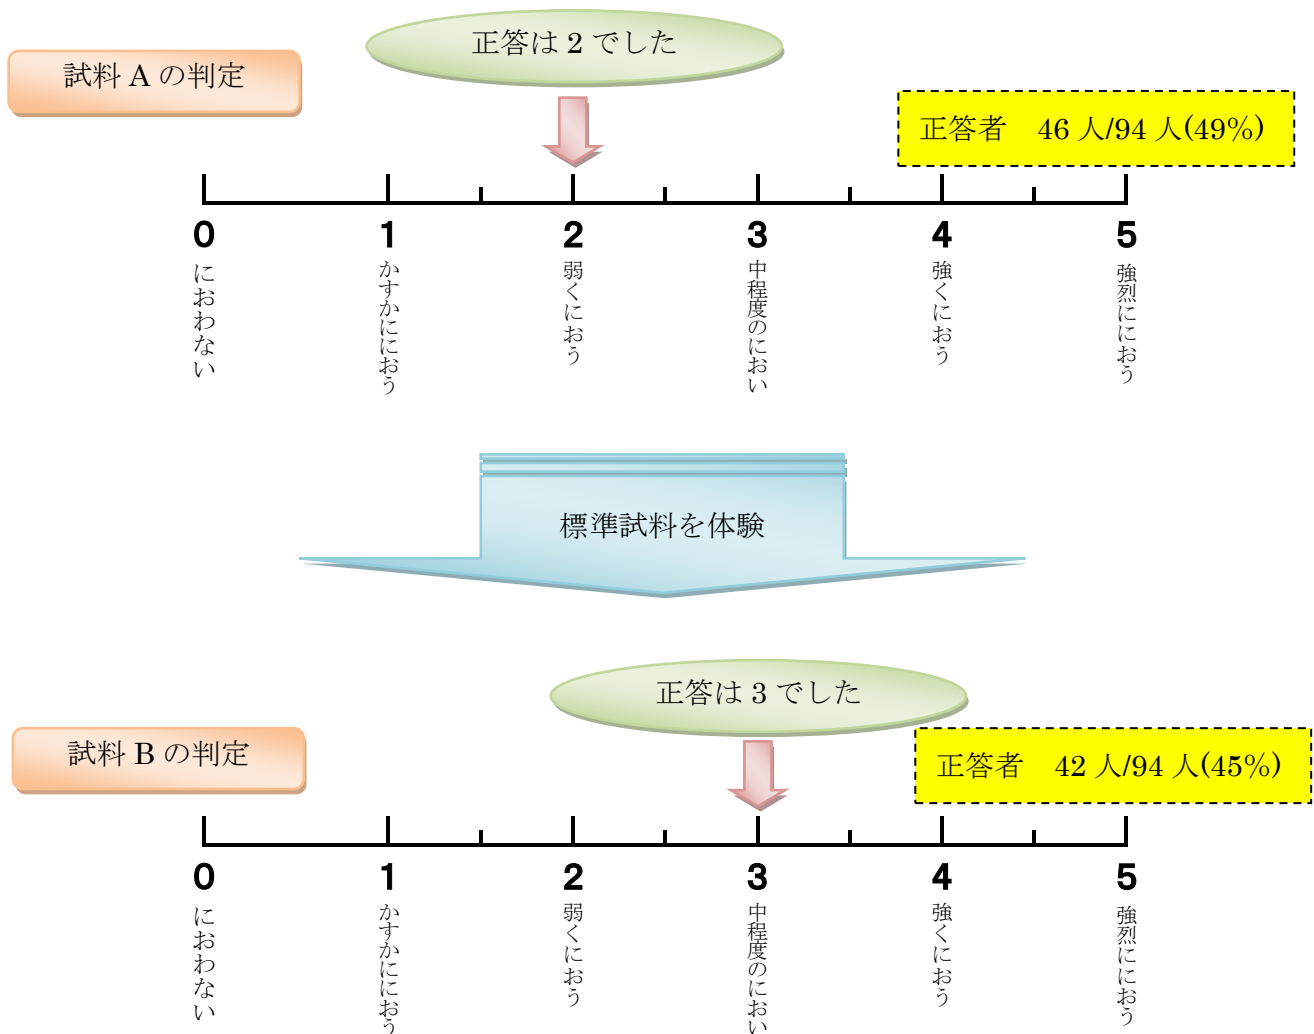 正答は 2 でした
試料 A の判定
正答者　46 人/94 人(49%)
0
1
2
3
4
5
におわない
かすかににおう
弱くにおう
中程度のにおい
強くにおう
強烈ににおう
標準試料を体験
正答は 3 でした
試料 B の判定
正答者　42 人/94 人(45%)
0
1
2
3
4
5
におわない
かすかににおう
弱くにおう
中程度のにおい
強くにおう
強烈ににおう